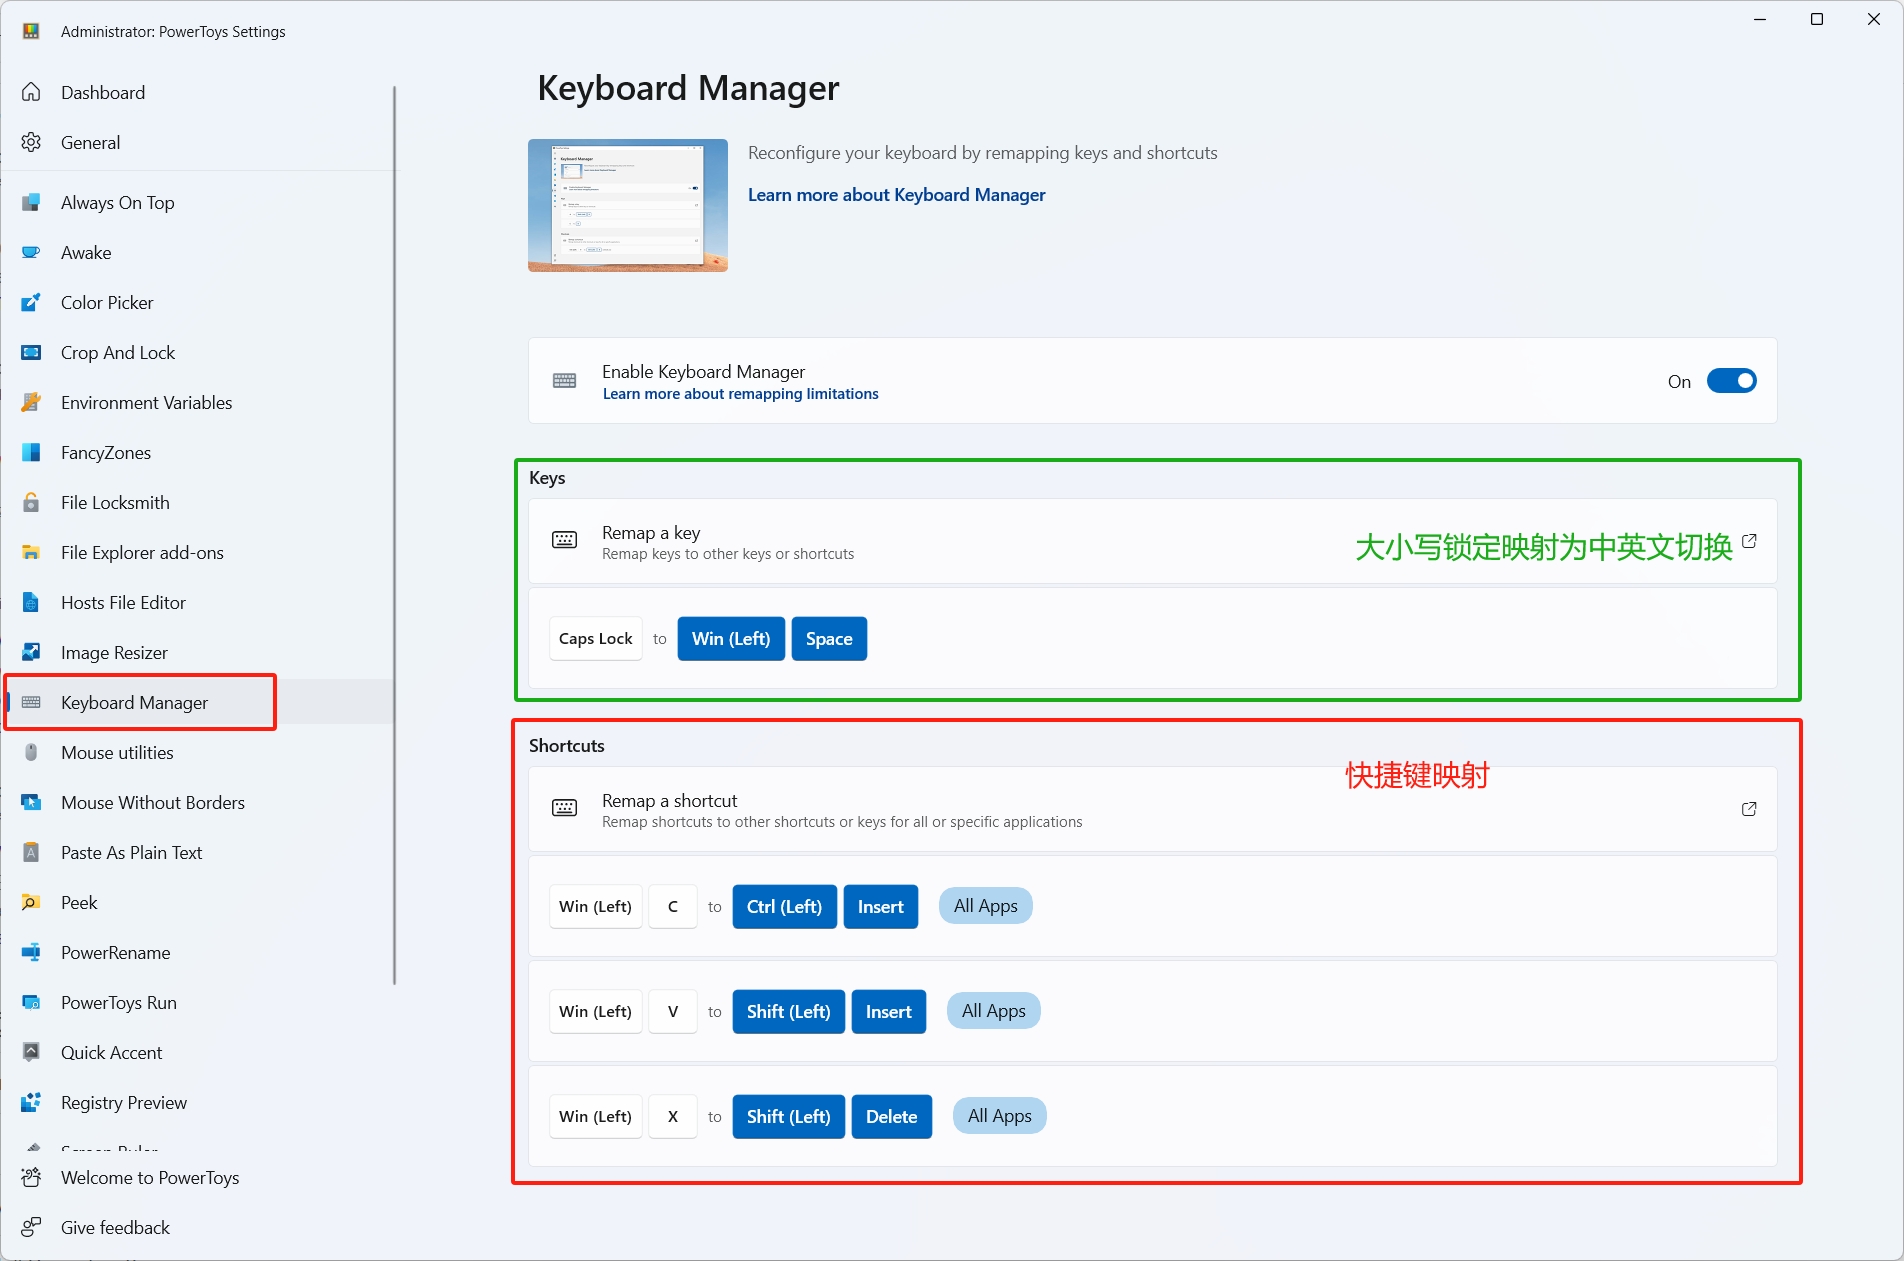 Administrator: PowerToys Settings
Dashboard
General
Always On Top
Awake
Color Picker
Crop And Lock
Environment Variables
FancyZones
File Locksmith
File Explorer add-ons
Hosts File Editor
Image Resizer
Keyboard Manager
Mouse utilities
Mouse Without Borders
Paste As Plain Text
Peek
PowerRename
PowerToys Run
Quick Accent
Registry Preview
Screen Ruler
Welcome to PowerToys
Give feedback
Keyboard Manager
Reconfigure your keyboard by remapping keys and shortcuts
Learn more about Keyboard Manager
Enable Keyboard Manager
Learn more about remapping limitations
On
Keys
Remap a key
Remap keys to other keys or shortcuts
大小写锁定映射为中英文切换
Caps Lock to Win (Left) Space
Shortcuts
快捷键映射
Remap a shortcut
Remap shortcuts to other shortcuts or keys for all or specific applications
Win (Left) C to Ctrl (Left) Insert All Apps
Win (Left) V to Shift (Left) Insert All Apps
Win (Left) X to Shift (Left) Delete All Apps